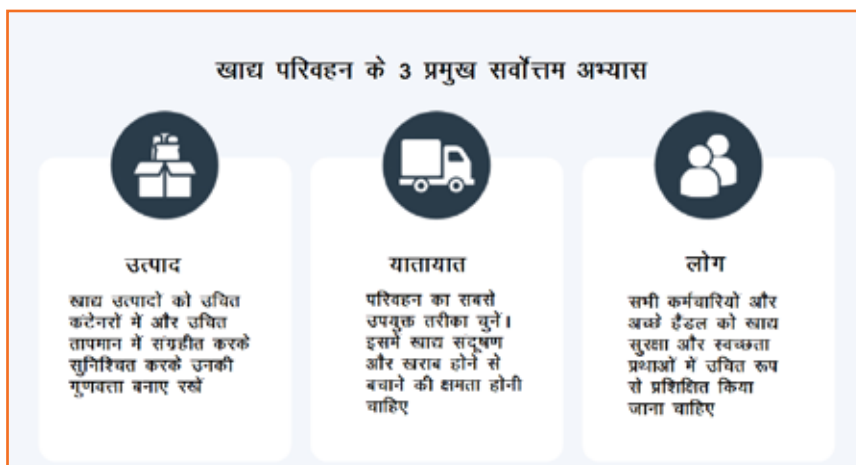 खाद्य परिवहन के 3 प्रमुख सर्वोत्तम अभ्यास
उत्पाद
खाद्य उत्पादों को उचित
कंटेनरों में और उचित
तापमान में संग्रहीत करके
सुनिश्चित करके उनकी
गुणवत्ता बनाए रखें
यातायात
परिवहन का सबसे
उपयुक्त तरीका चुनें।
इसमें खाद्य संदूषण
और खराब होने से
बचाने की क्षमता होनी
चाहिए
लोग
सभी कर्मचारियों और
अच्छे हैंडल को खाद्य
सुरक्षा और स्वच्छता
प्रथाओं में उचित रूप
से प्रशिक्षित किया
जाना चाहिए